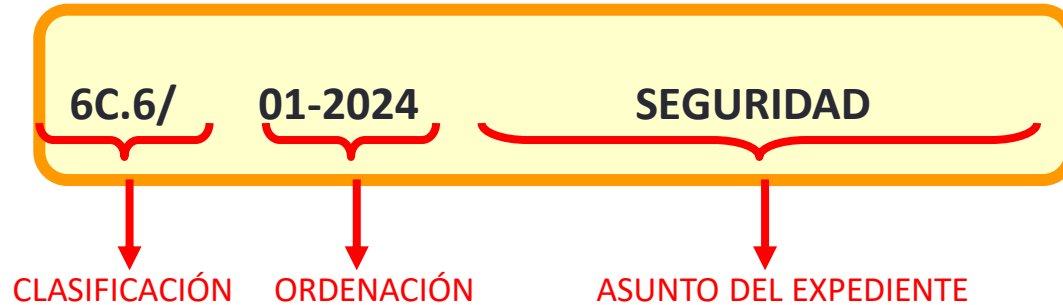 6C.6/ 01-2024 SEGURIDAD
CLASIFICACIÓN ORDENACIÓN ASUNTO DEL EXPEDIENTE